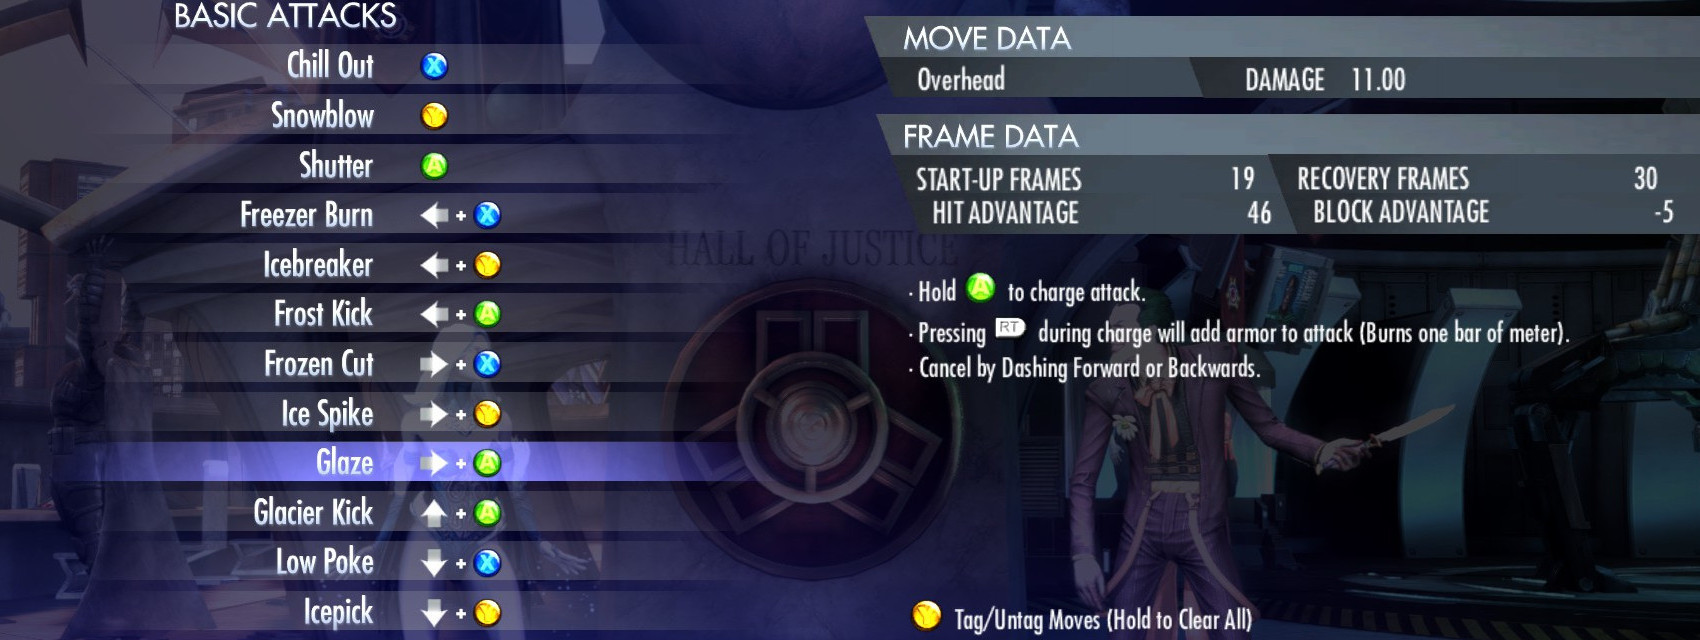 BASIC ATTACKS
Chill Out X
Snowblow Y
Shutter A
Freezer Burn + X
Icebreaker + Y
Frost Kick + A
Frozen Cut + X
Ice Spike + Y
Glaze + A
Glacier Kick + A
Low Poke + X
Icepick + Y
MOVE DATA
Overhead DAMAGE 11.00
FRAME DATA
START-UP FRAMES 19 RECOVERY FRAMES 30
HIT ADVANTAGE 46 BLOCK ADVANTAGE -5
HALL OF JUSTICE
· Hold A to charge attack.
· Pressing RT during charge will add armor to attack (Burns one bar of meter).
· Cancel by Dashing Forward or Backwards.
Y Tag/Untag Moves (Hold to Clear All)